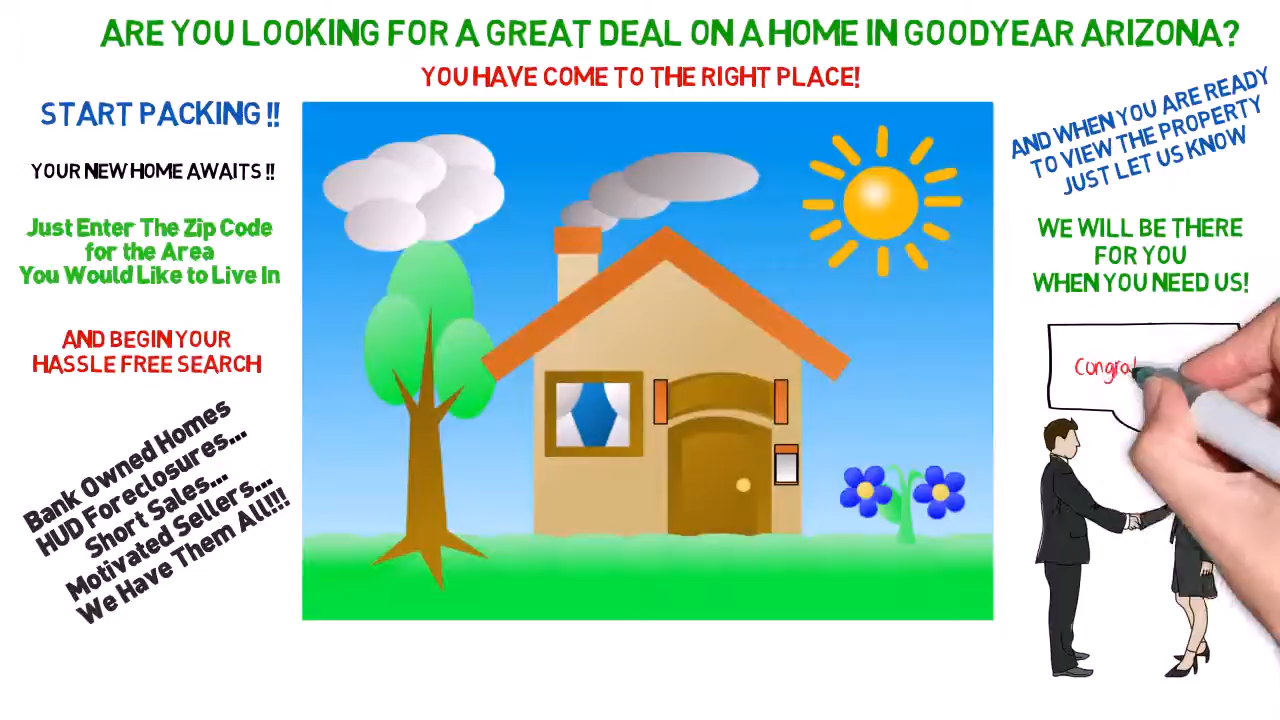 ARE YOU LOOKING FOR A GREAT DEAL ON A HOME IN GOODYEAR ARIZONA?
YOU HAVE COME TO THE RIGHT PLACE!
START PACKING !!
YOUR NEW HOME AWAITS !!
Just Enter The Zip Code
for the Area
You Would Like to Live In
AND BEGIN YOUR
HASSLE FREE SEARCH
Bank Owned Homes
HUD Foreclosures...
Short Sales...
Motivated Sellers...
We Have Them All!!!
AND WHEN YOU ARE READY
TO VIEW THE PROPERTY
JUST LET US KNOW
WE WILL BE THERE
FOR YOU
WHEN YOU NEED US!
Congrat